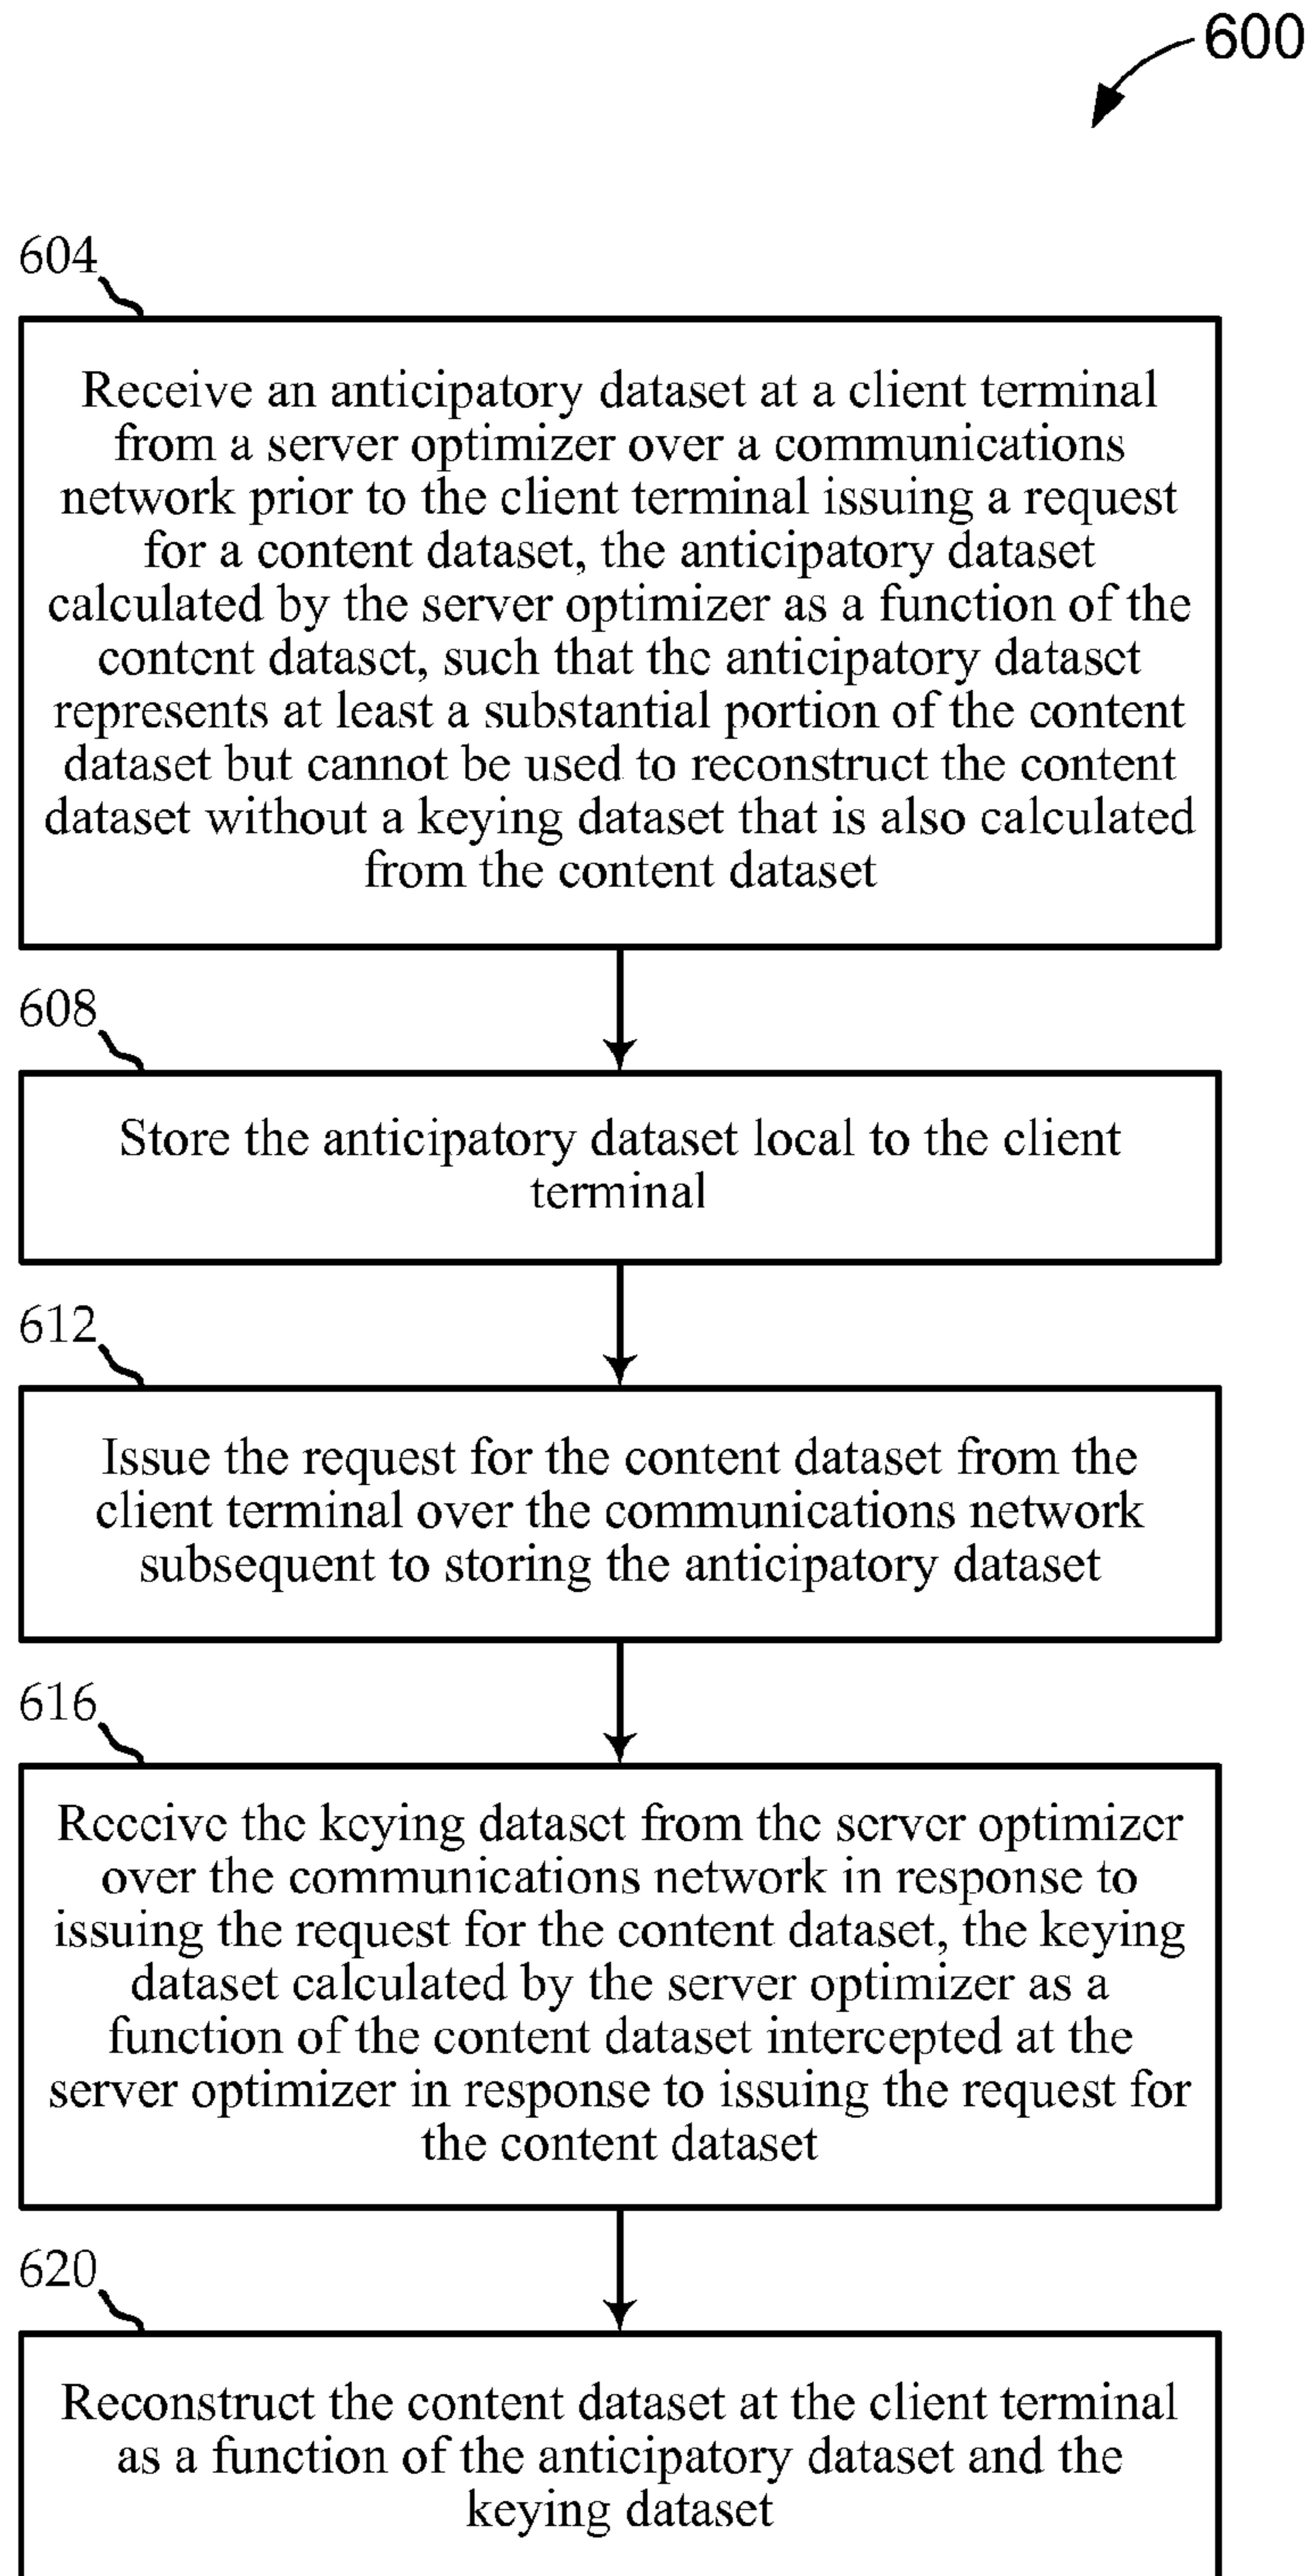 600
604
Receive an anticipatory dataset at a client terminal
from a server optimizer over a communications
network prior to the client terminal issuing a request
for a content dataset, the anticipatory dataset
calculated by the server optimizer as a function of the
content dataset, such that the anticipatory dataset
represents at least a substantial portion of the content
dataset but cannot be used to reconstruct the content
dataset without a keying dataset that is also calculated
from the content dataset
608
Store the anticipatory dataset local to the client
terminal
612
Issue the request for the content dataset from the
client terminal over the communications network
subsequent to storing the anticipatory dataset
616
Receive the keying dataset from the server optimizer
over the communications network in response to
issuing the request for the content dataset, the keying
dataset calculated by the server optimizer as a
function of the content dataset intercepted at the
server optimizer in response to issuing the request for
the content dataset
620
Reconstruct the content dataset at the client terminal
as a function of the anticipatory dataset and the
keying dataset